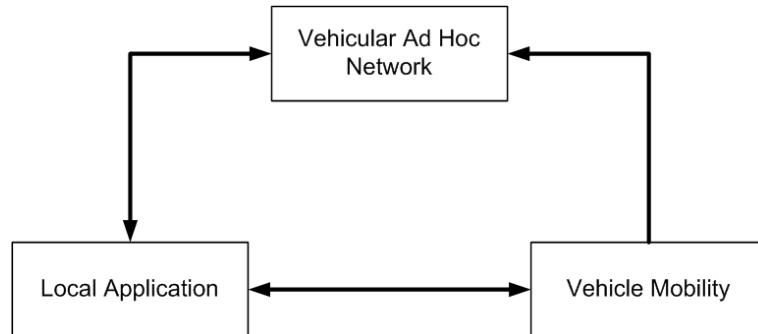 Vehicular Ad Hoc
Network
Local Application
Vehicle Mobility